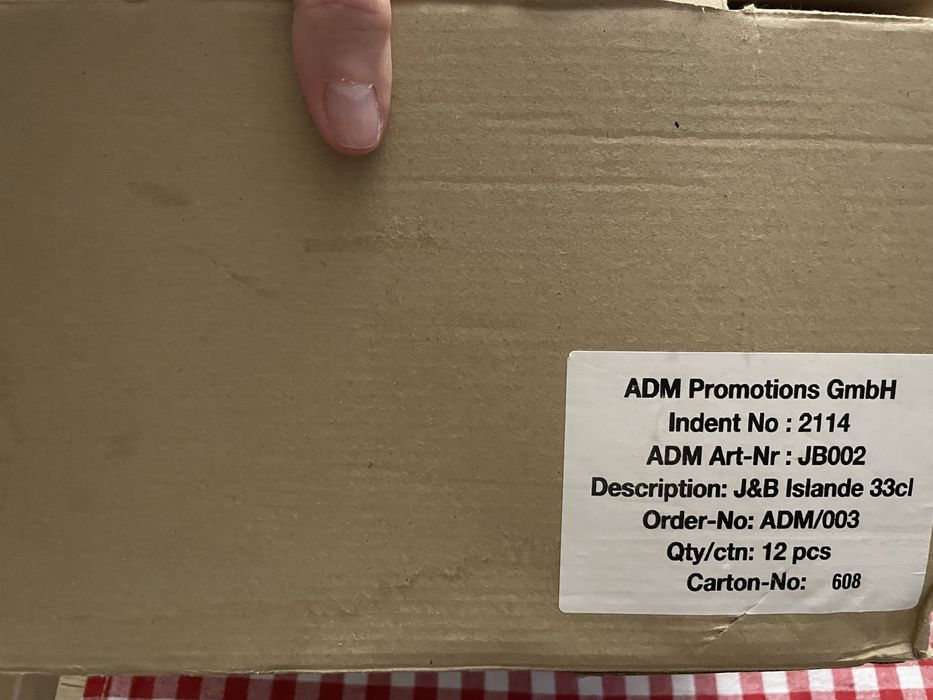 ADM Promotions GmbH
Indent No : 2114
ADM Art-Nr : JB002
Description: J&B Islande 33cl
Order-No: ADM/003
Qty/ctn: 12 pcs
Carton-No: 608